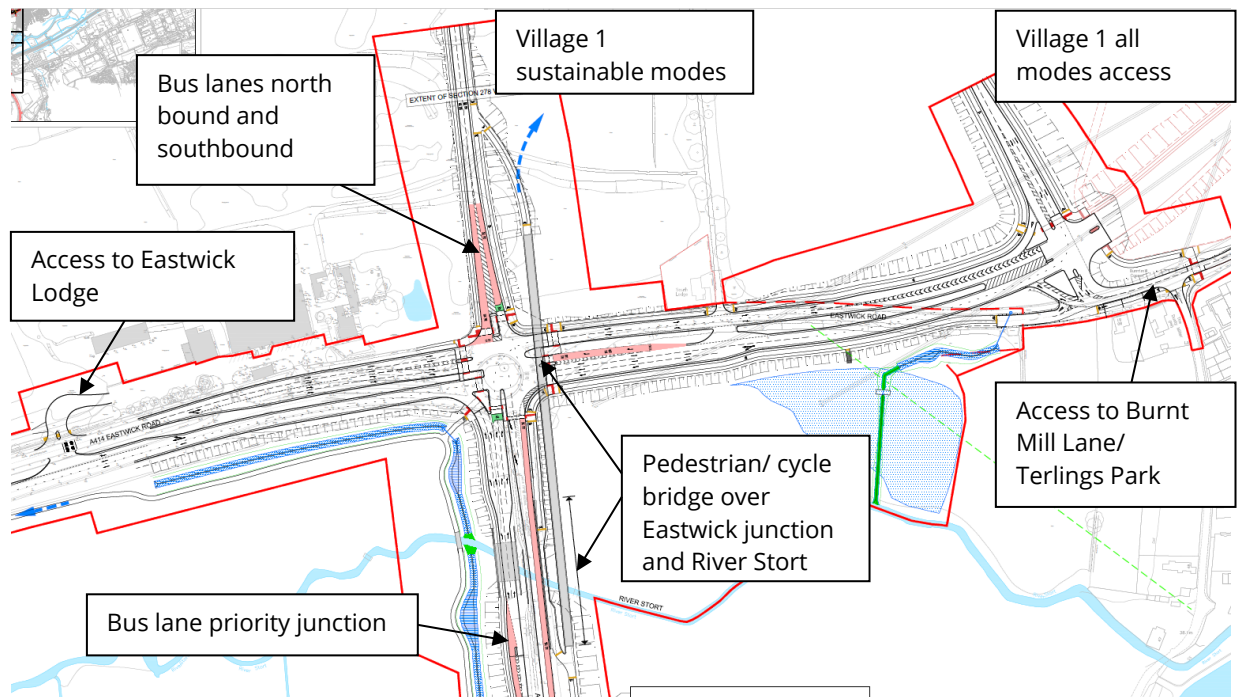 Village 1
sustainable modes
Village 1 all
modes access
Bus lanes north
bound and
southbound
EXTENT OF SECTION 278
Access to Eastwick
Lodge
EASTWICK ROAD
A414 EASTWICK ROAD
Access to Burnt
Mill Lane/
Terlings Park
Pedestrian/ cycle
bridge over
Eastwick junction
and River Stort
RIVER STORT
Bus lane priority junction